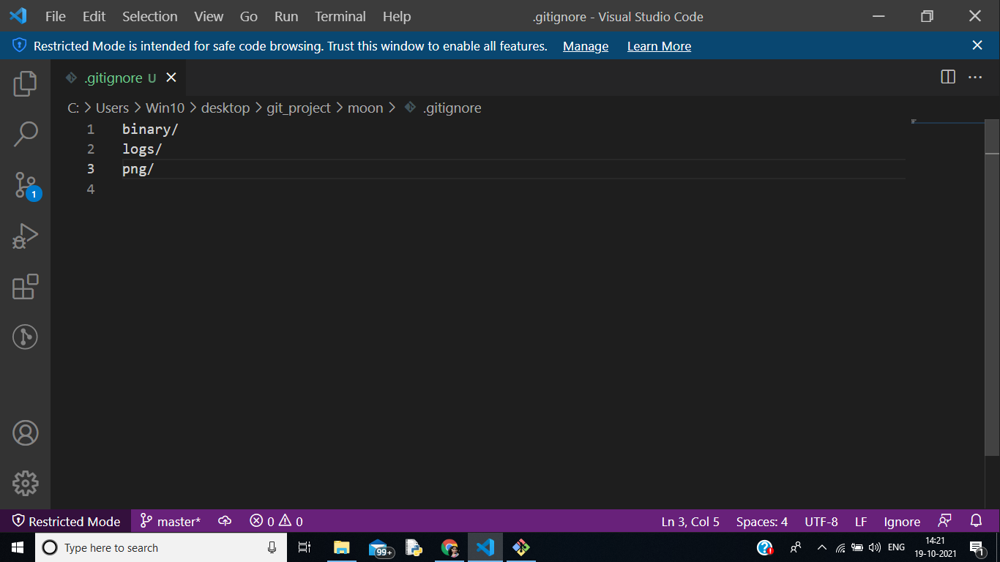 File Edit Selection View Go Run Terminal Help .gitignore - Visual Studio Code
Restricted Mode is intended for safe code browsing. Trust this window to enable all features. Manage Learn More
.gitignore U
C: > Users > Win10 > desktop > git_project > moon > .gitignore
1 binary/
2 logs/
3 png/
4
1
Restricted Mode master* 0 0 Ln 3, Col 5 Spaces: 4 UTF-8 LF Ignore
Type here to search 99+ ENG 14:21 1
19-10-2021